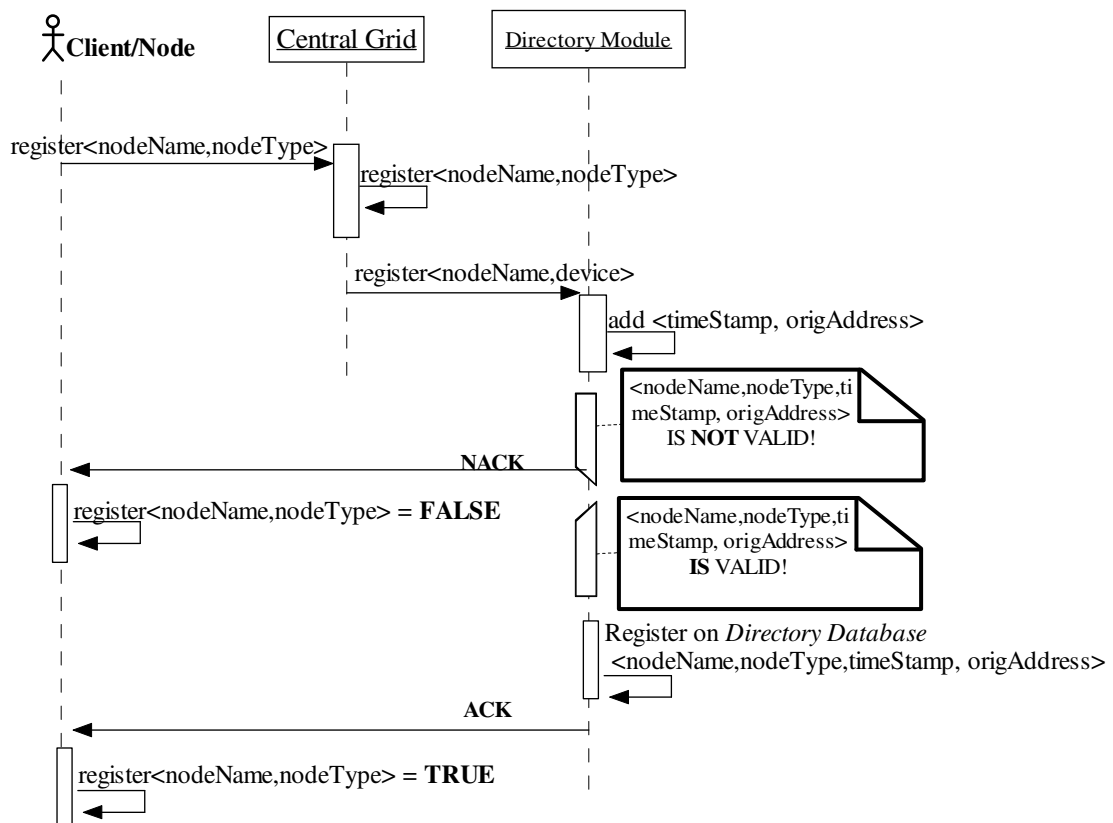 Client/Node
Central Grid
Directory Module
register<nodeName,nodeType>
register<nodeName,nodeType>
register<nodeName,device>
add <timeStamp, origAddress>
<nodeName,nodeType,ti
meStamp, origAddress>
IS NOT VALID!
NACK
register<nodeName,nodeType> = FALSE
<nodeName,nodeType,ti
meStamp, origAddress>
IS VALID!
Register on Directory Database
<nodeName,nodeType,timeStamp, origAddress>
ACK
register<nodeName,nodeType> = TRUE